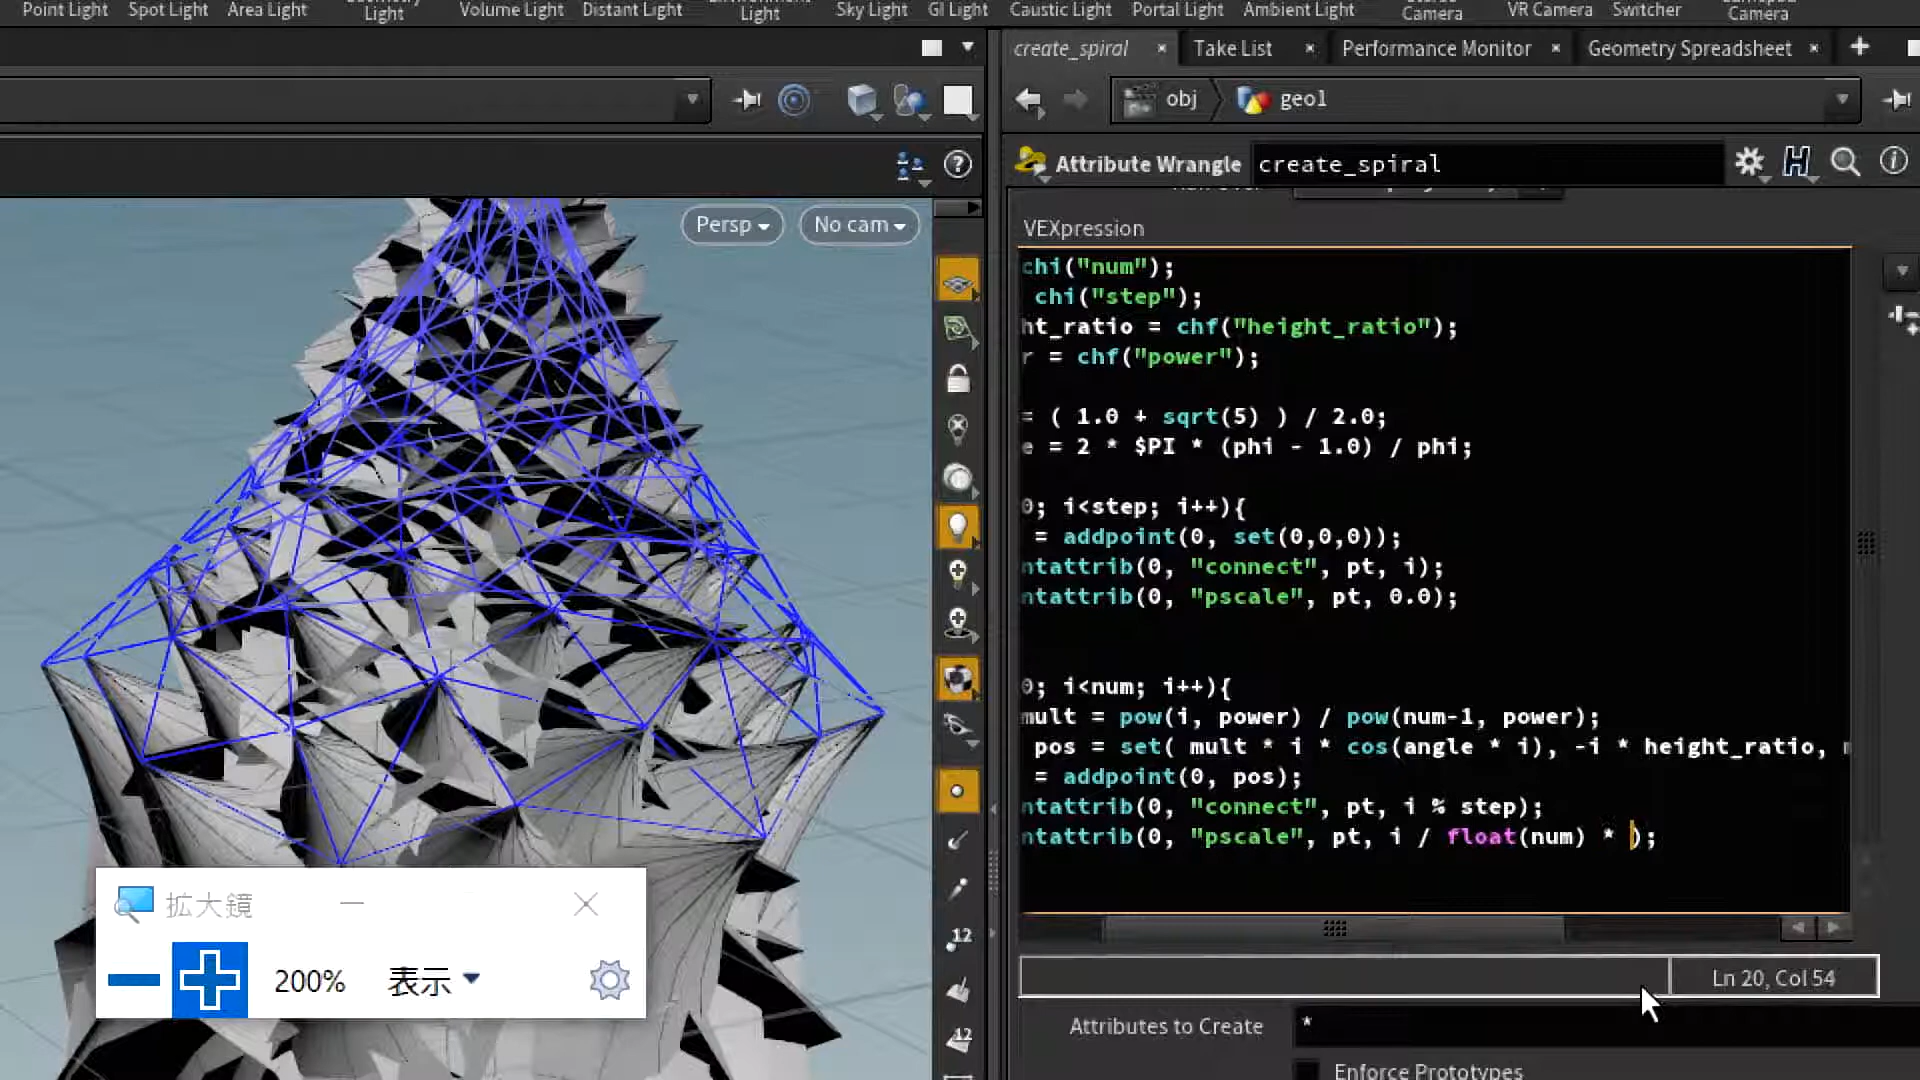 Point Light
Spot Light
Area Light
Light
Volume Light
Distant Light
Light
Sky Light
GI Light
Caustic Light
Portal Light
Ambient Light
Camera
VR Camera
Switcher
Camera
create_spiral
Take List
Performance Monitor
Geometry Spreadsheet
obj
geo1
Attribute Wrangle
create_spiral
Persp
No cam
VEXpression
chi("num");
chi("step");
ht_ratio = chf("height_ratio");
r = chf("power");
= ( 1.0 + sqrt(5) ) / 2.0;
e = 2 * $PI * (phi - 1.0) / phi;
0; i<step; i++){
= addpoint(0, set(0,0,0));
ntattrib(0, "connect", pt, i);
ntattrib(0, "pscale", pt, 0.0);
0; i<num; i++){
mult = pow(i, power) / pow(num-1, power);
pos = set( mult * i * cos(angle * i), -i * height_ratio, m
= addpoint(0, pos);
ntattrib(0, "connect", pt, i % step);
ntattrib(0, "pscale", pt, i / float(num) * );
12
12
拡大鏡
200%
表示
Ln 20, Col 54
Attributes to Create
*
Enforce Prototypes